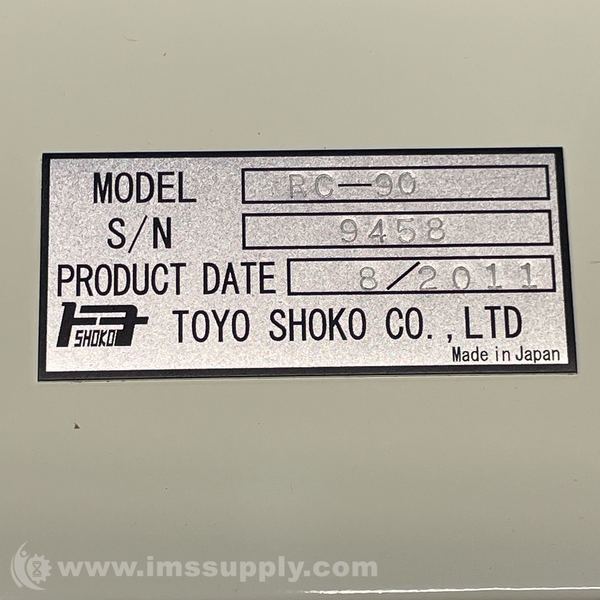 MODEL RC-90
S/N 9458
PRODUCT DATE 8/2011
SHOKO TOYO SHOKO CO.,LTD
Made in Japan
www.imssupply.com